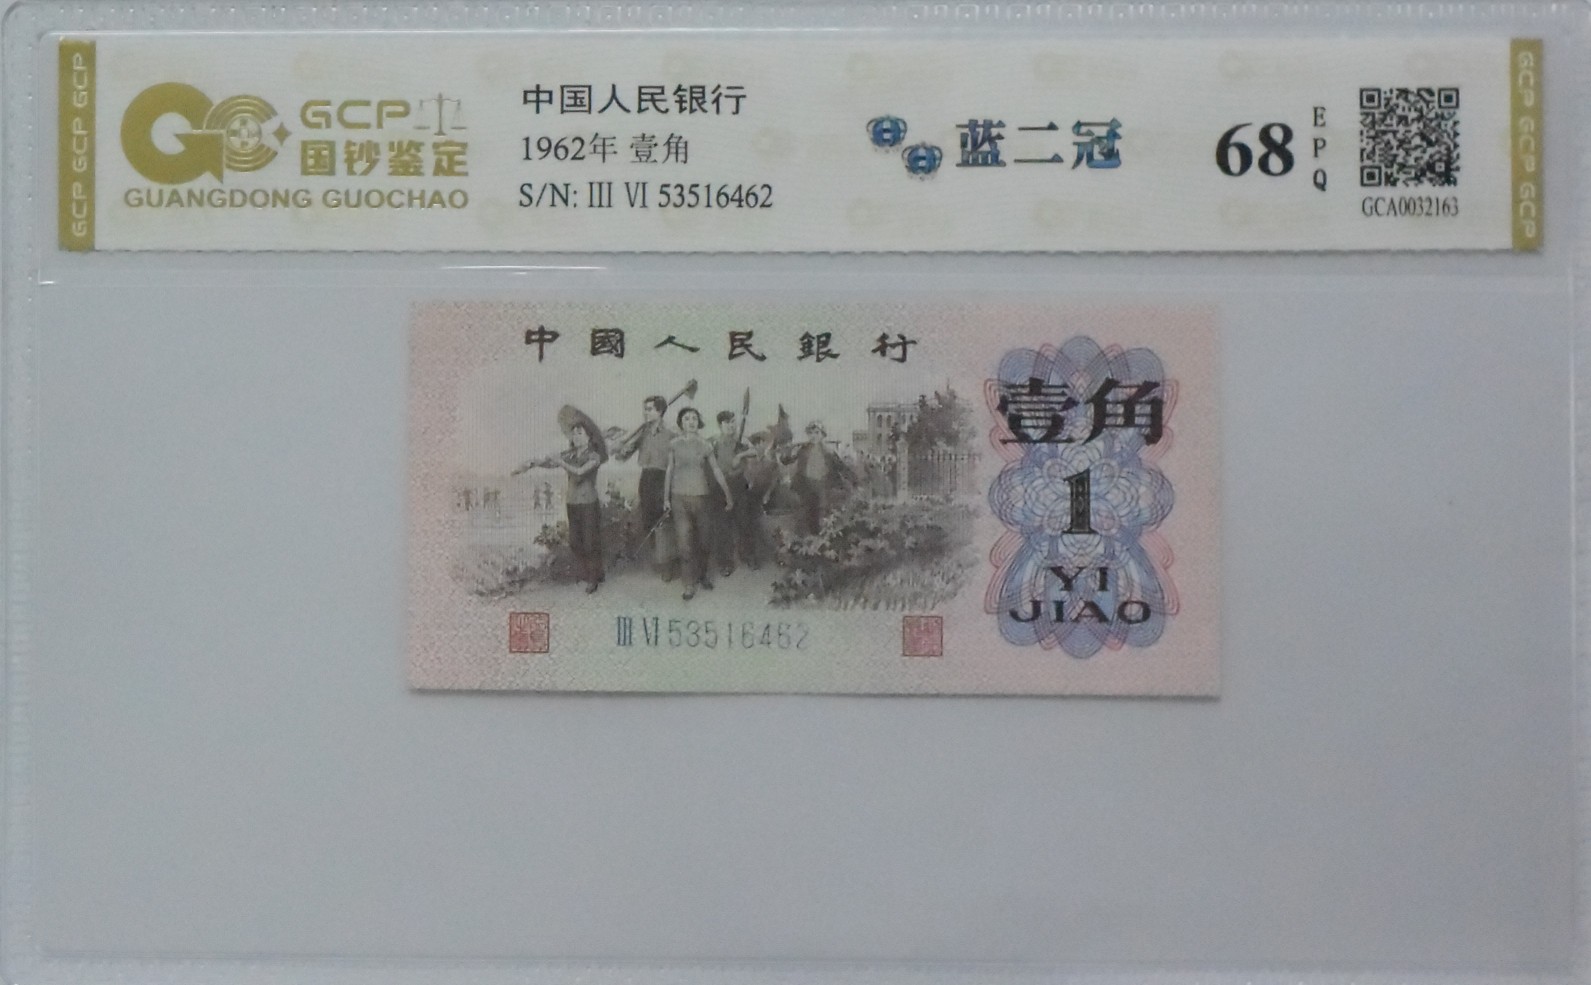 GCP GCP GCP
GCP
国钞鉴定
GUANGDONG GUOCHAO
中国人民银行
1962年 壹角
S/N: III VI 53516462
蓝二冠
68
EPQ
GCA0032163
GCP GCP GCP
中國人民銀行
壹角
1
YI
JIAO
III VI 53516462